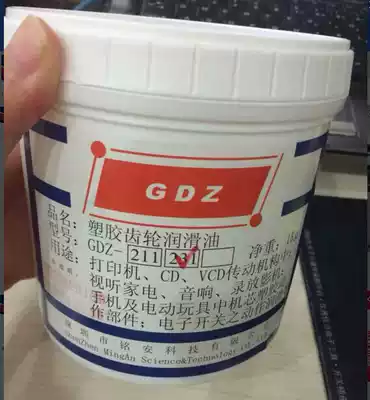 GDZ
品名: 塑胶齿轮润滑油
型号: GDZ-211 231 净重:
用途: 打印机、CD、VCD传动机构中,
视听家电、音响、录放影机、
手机及电动玩具中机芯塑胶
作部件; 电子开关之动作
深圳市铭安科技有限
ShenZhen MingAn Science&Technology